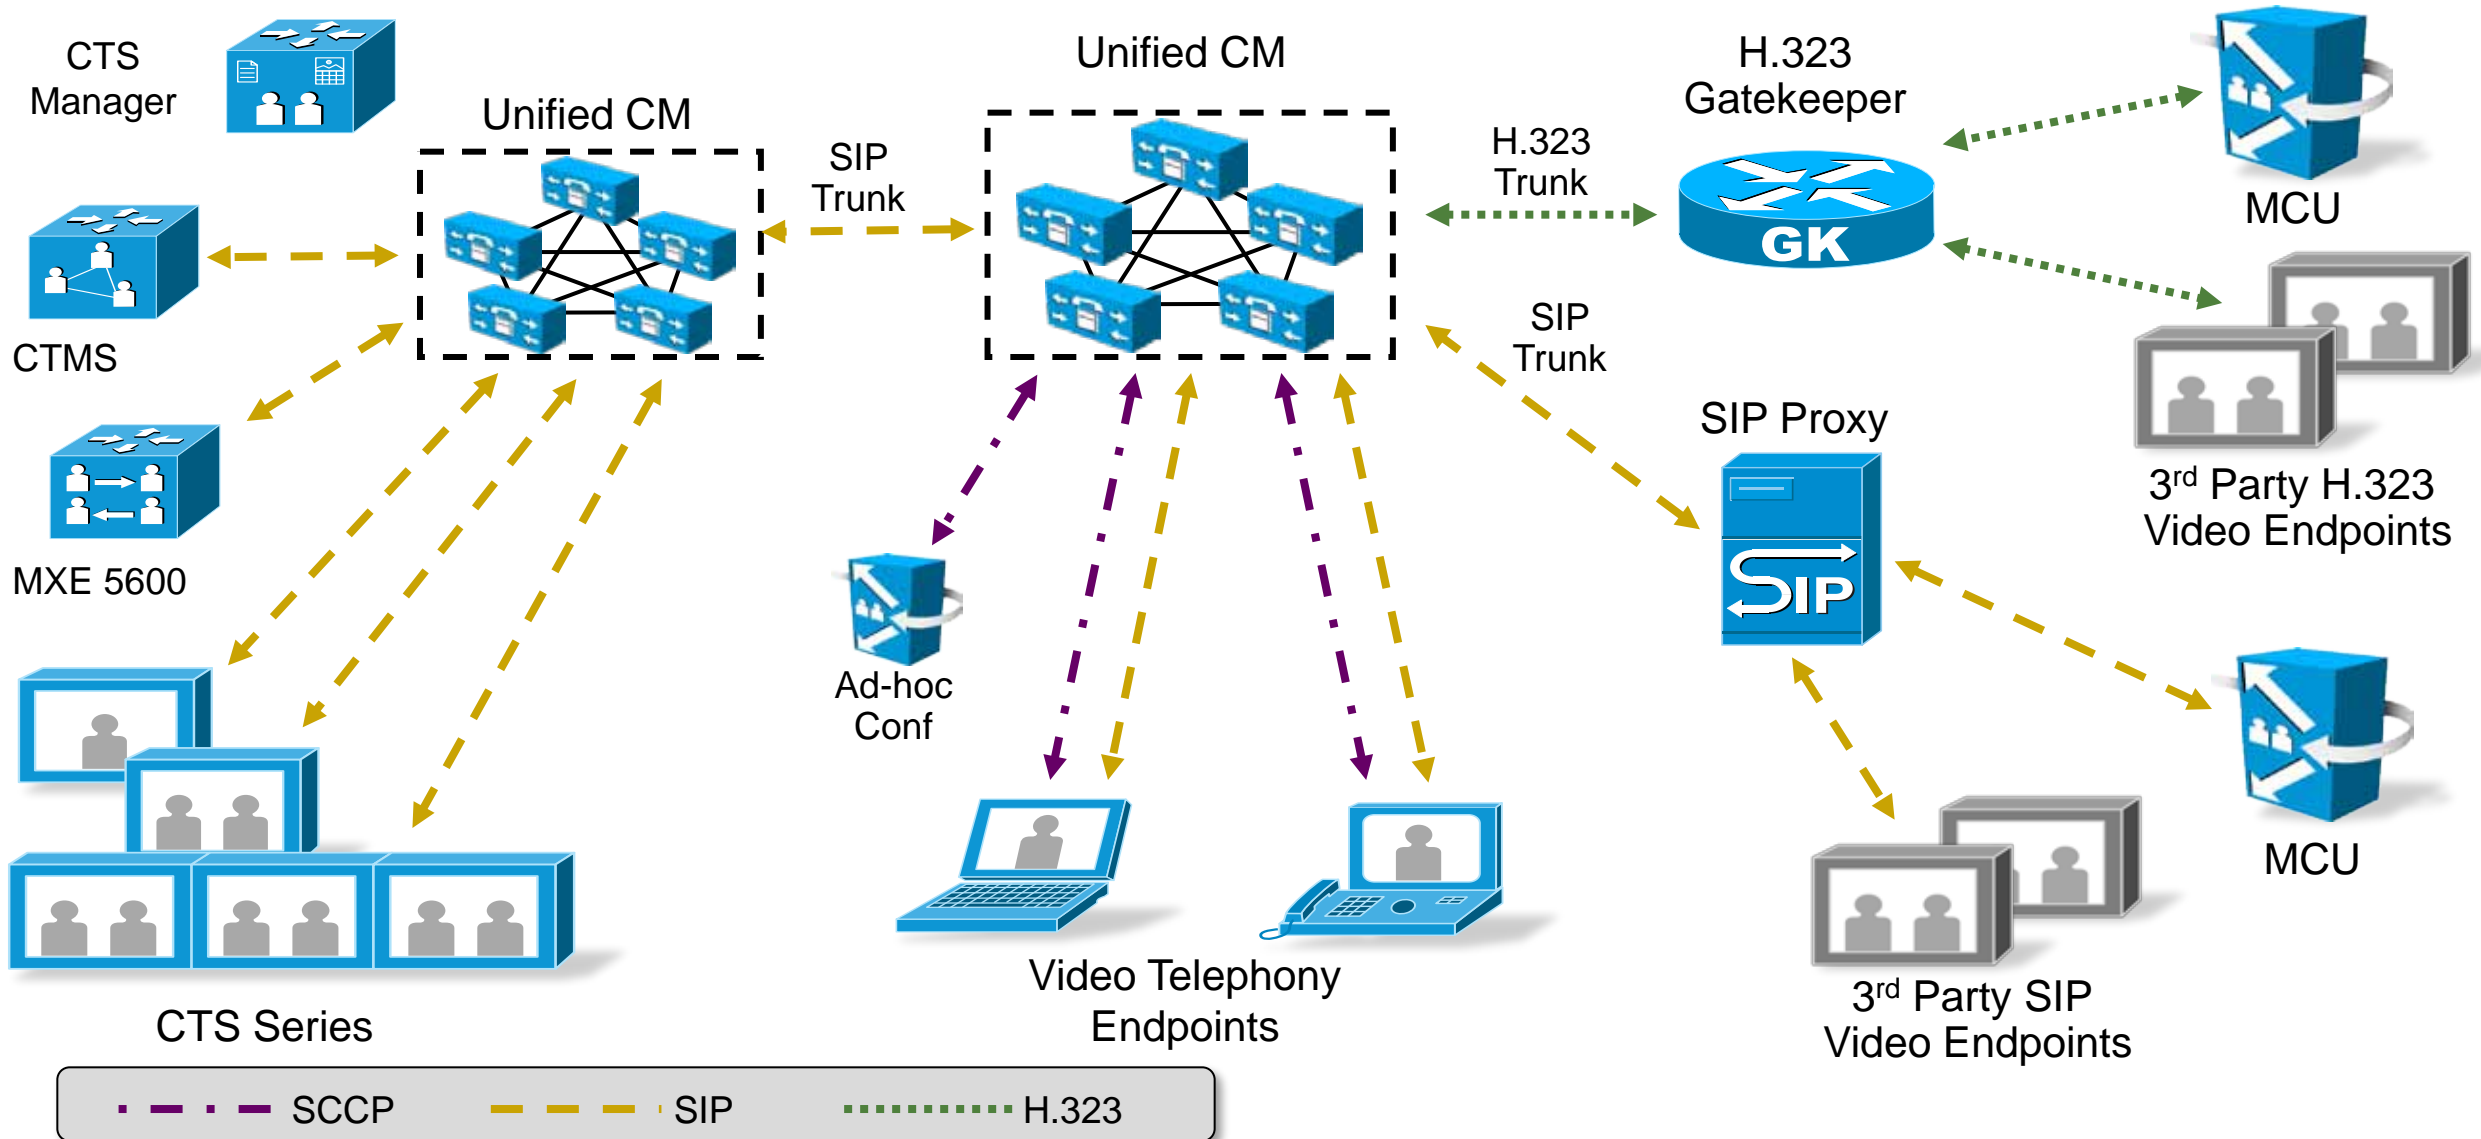 CTS
Manager
Unified CM
SIP
Trunk
Unified CM
H.323
Trunk
H.323
Gatekeeper
GK
MCU
CTMS
SIP
Trunk
3rd Party H.323
Video Endpoints
SIP Proxy
SIP
MXE 5600
Ad-hoc
Conf
MCU
CTS Series
Video Telephony
Endpoints
3rd Party SIP
Video Endpoints
SCCP
SIP
H.323